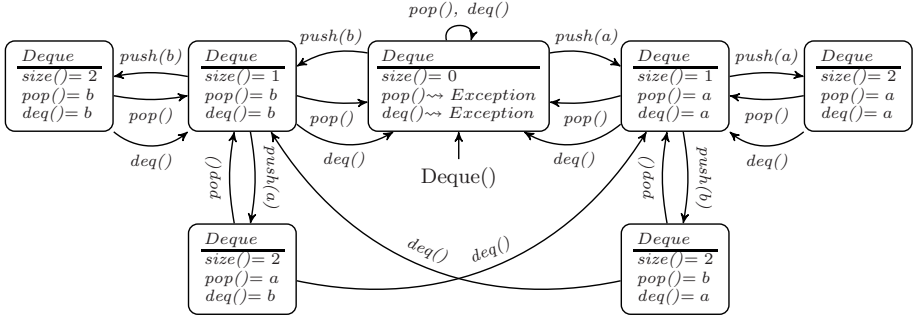 pop(), deq()
push(b)
push(a)
Deque
size()= 2
pop()= b
deq()= b
push(b)
pop()
deq()
Deque
size()= 1
pop()= b
deq()= b
pop()
deq()
Deque
size()= 0
pop()⇝ Exception
deq()⇝ Exception
pop()
deq()
Deque
size()= 1
pop()= a
deq()= a
push(a)
pop()
deq()
Deque
size()= 2
pop()= a
deq()= a
Deque()
pop()
push(a)
pop()
push(b)
deq()
deq()
Deque
size()= 2
pop()= a
deq()= b
Deque
size()= 2
pop()= b
deq()= a